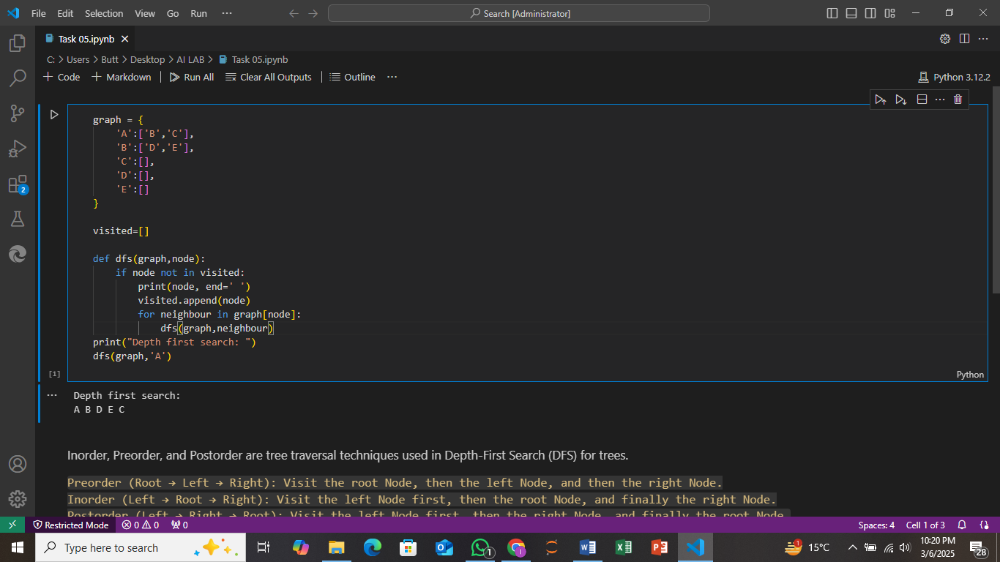 File Edit Selection View Go Run ···
Search [Administrator]
Task 05.ipynb
C: > Users > Butt > Desktop > AI LAB > Task 05.ipynb
+ Code + Markdown Run All Clear All Outputs Outline ···
Python 3.12.2
graph = {
    'A':['B','C'],
    'B':['D','E'],
    'C':[],
    'D':[],
    'E':[]
}
visited=[]
def dfs(graph,node):
    if node not in visited:
        print(node, end=' ')
        visited.append(node)
        for neighbour in graph[node]:
            dfs(graph,neighbour)
print("Depth first search: ")
dfs(graph,'A')
[1]
Python
2
Depth first search:
A B D E C
Inorder, Preorder, and Postorder are tree traversal techniques used in Depth-First Search (DFS) for trees.
Preorder (Root → Left → Right): Visit the root Node, then the left Node, and then the right Node.
Inorder (Left → Root → Right): Visit the left Node first, then the root Node, and finally the right Node.
Postorder (Left → Right → Root): Visit the left Node first, then the right Node, and finally the root Node.
Restricted Mode 0 0 0
Spaces: 4 Cell 1 of 3
Type here to search
1
1
15°C
10:20 PM
3/6/2025
28